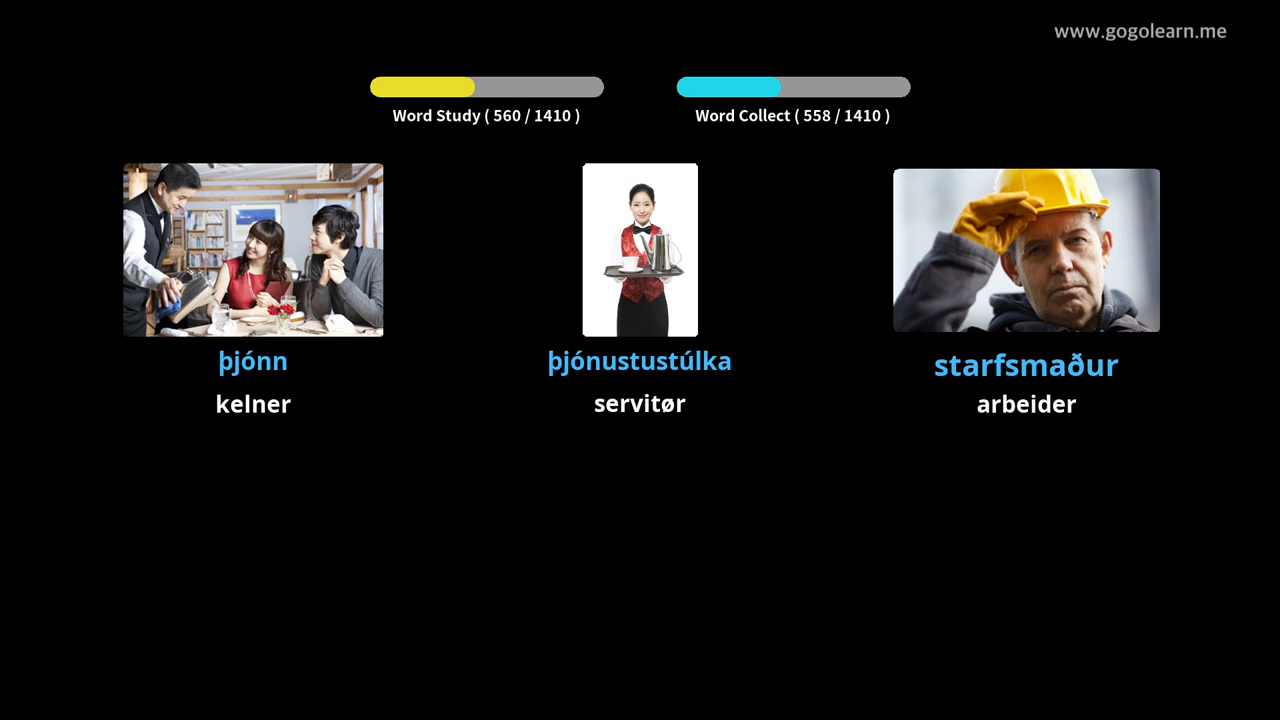 www.gogolearn.me
Word Study ( 560 / 1410 )
Word Collect ( 558 / 1410 )
þjónn
þjónustustúlka
starfsmaður
kelner
servitør
arbeider